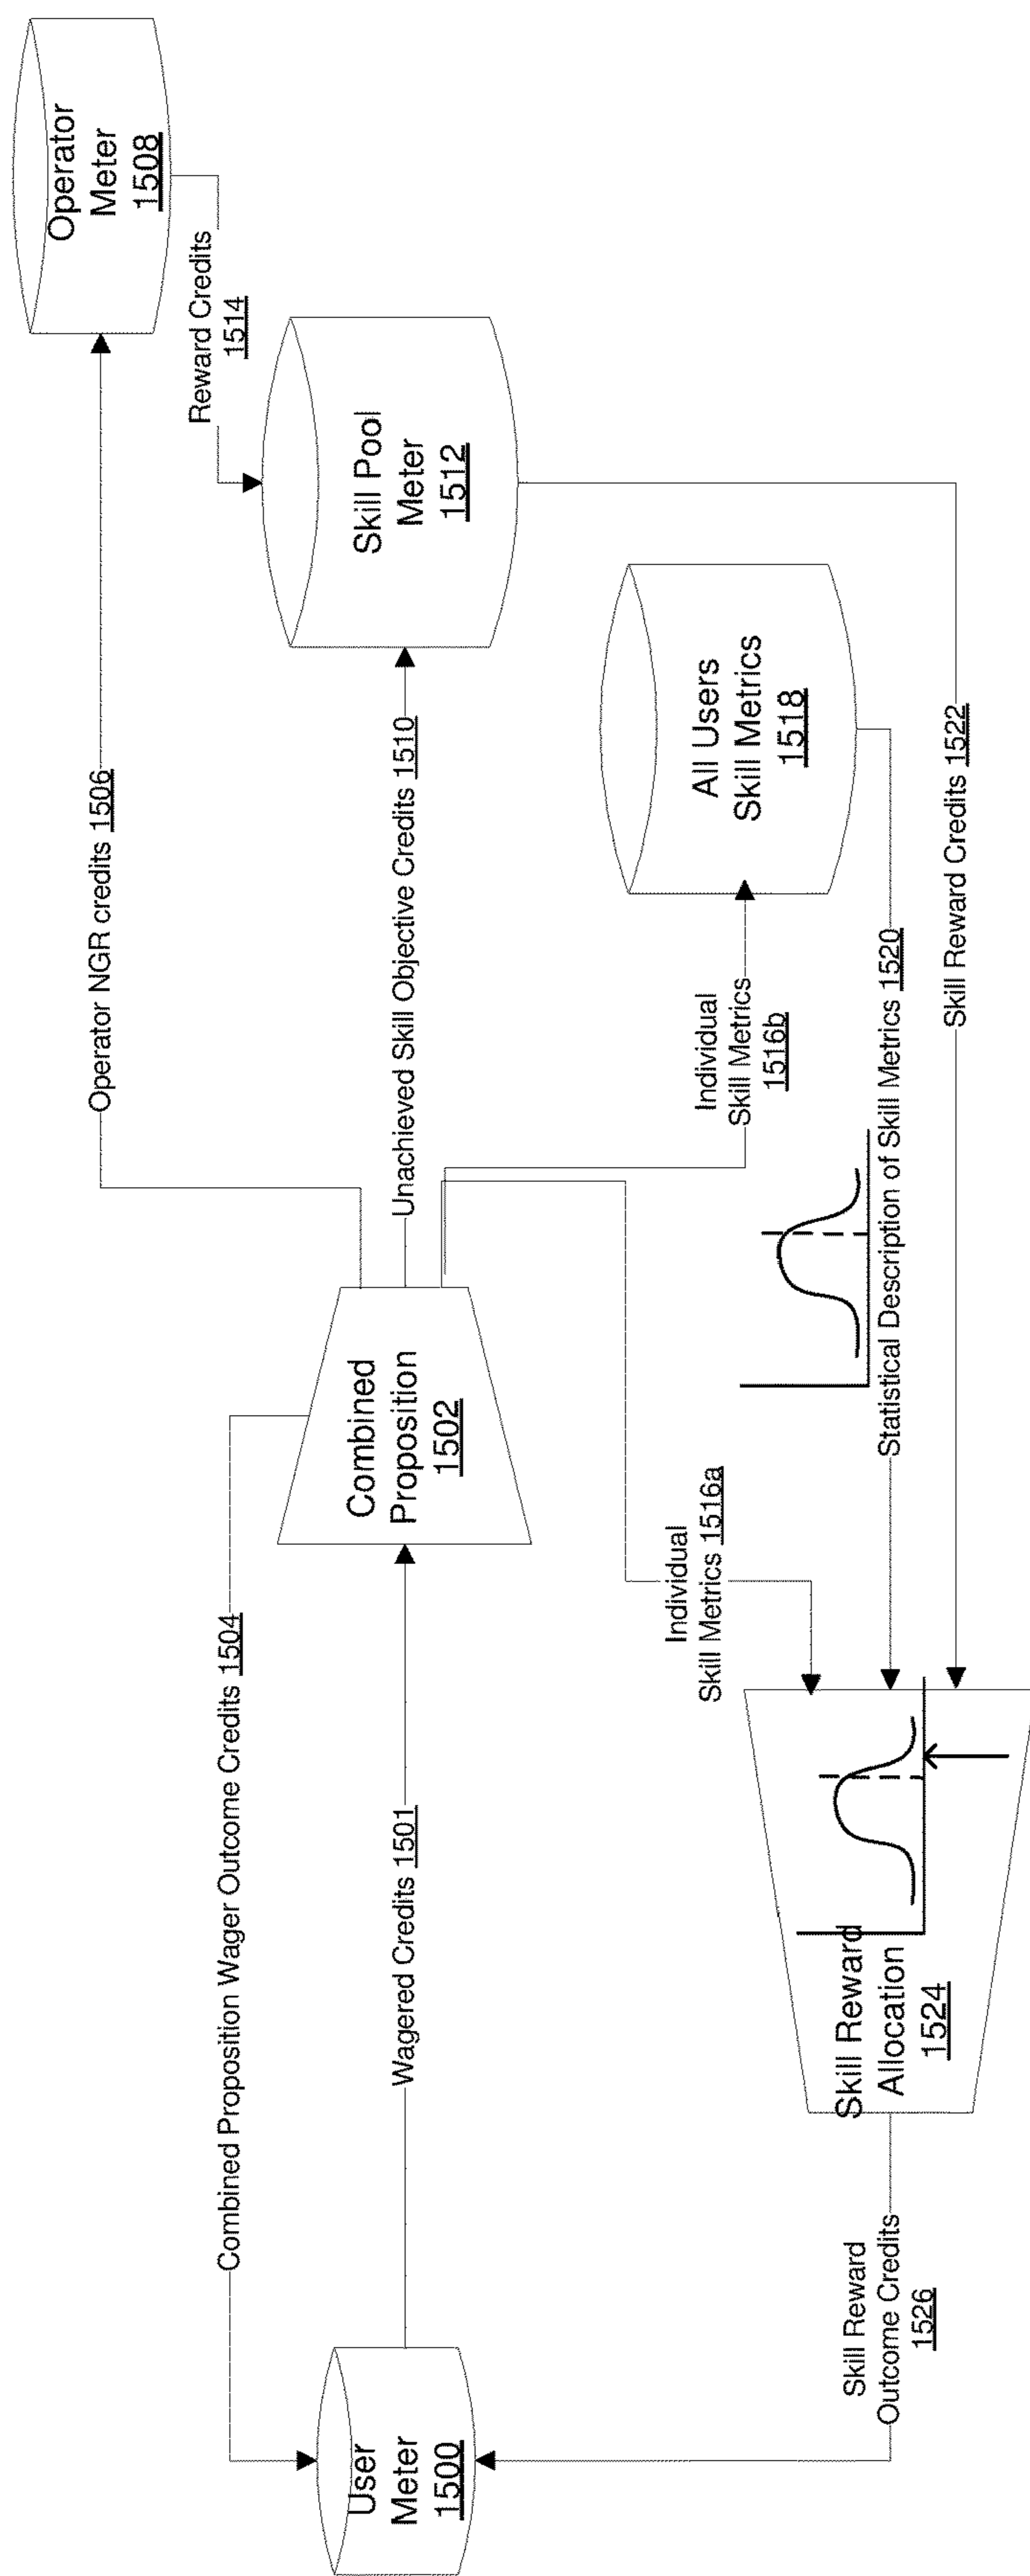 Operator
Meter
1508
Operator NGR credits 1506
Reward Credits
1514
Skill Pool
Meter
1512
Unachieved Skill Objective Credits 1510
All Users
Skill Metrics
1518
Individual
Skill Metrics
1516b
Combined
Proposition
1502
Combined Proposition Wager Outcome Credits 1504
Wagered Credits 1501
Individual
Skill Metrics 1516a
Statistical Description of Skill Metrics 1520
Skill Reward Credits 1522
Skill Reward
Allocation
1524
User
Meter
1500
Skill Reward
Outcome Credits
1526